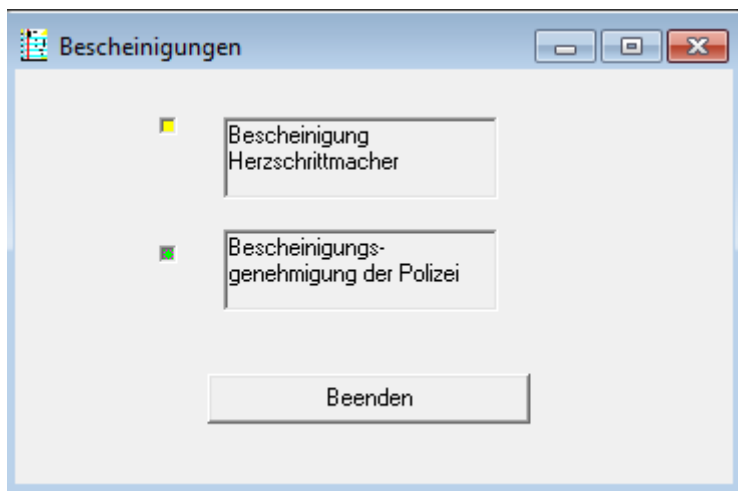 Bescheinigungen
Bescheinigung
Herzschrittmacher
Bescheinigungs-
genehmigung der Polizei
Beenden